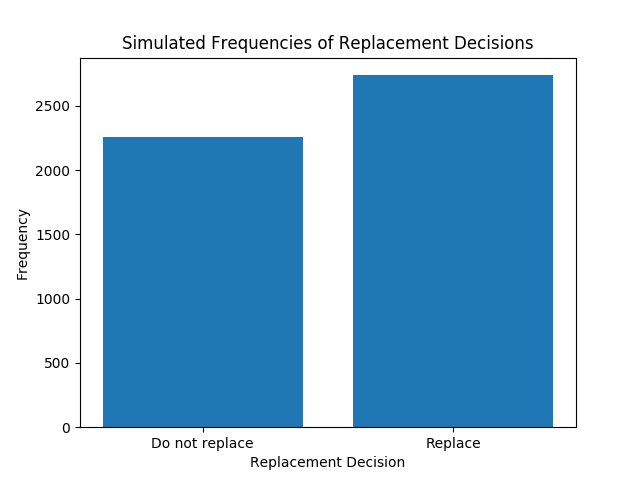 Simulated Frequencies of Replacement Decisions
2500
2000
1500
1000
500
0
Frequency
Do not replace
Replace
Replacement Decision